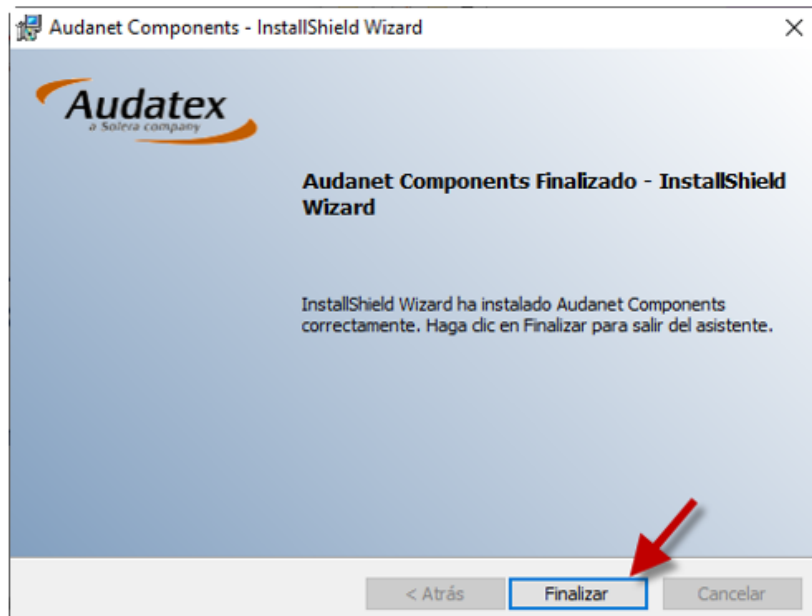 Audanet Components - InstallShield Wizard
Audatex
a Solera company
Audanet Components Finalizado - InstallShield
Wizard
InstallShield Wizard ha instalado Audanet Components
correctamente. Haga clic en Finalizar para salir del asistente.
< Atrás
Finalizar
Cancelar